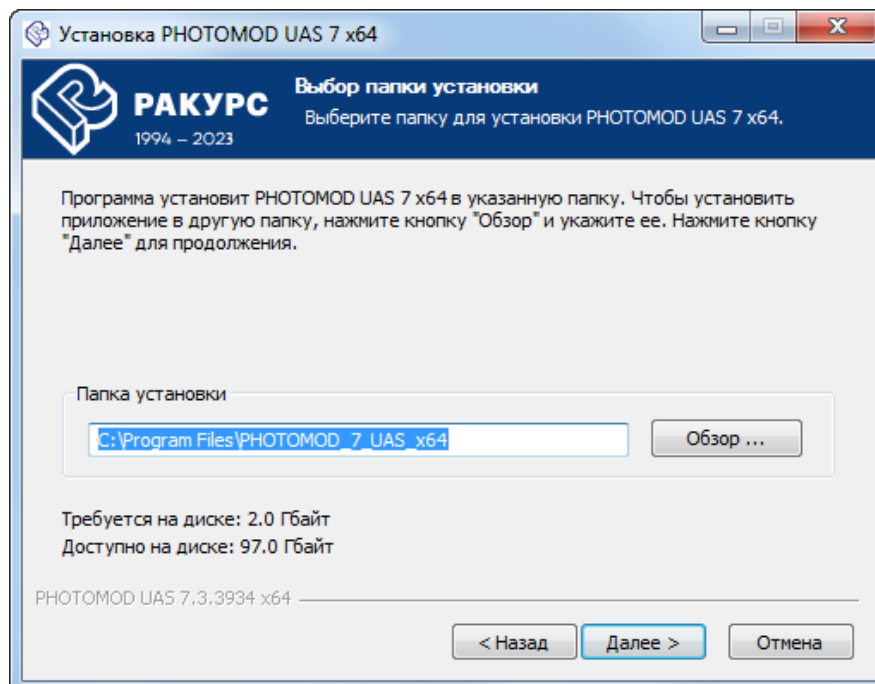 Установка PHOTOMOD UAS 7 x64
РАКУРС
1994 – 2023
Выбор папки установки
Выберите папку для установки PHOTOMOD UAS 7 x64.
Программа установит PHOTOMOD UAS 7 x64 в указанную папку. Чтобы установить
приложение в другую папку, нажмите кнопку "Обзор" и укажите ее. Нажмите кнопку
"Далее" для продолжения.
Папка установки
C:\Program Files\PHOTOMOD_7_UAS_x64
Обзор ...
Требуется на диске: 2.0 Гбайт
Доступно на диске: 97.0 Гбайт
PHOTOMOD UAS 7.3.3934 x64
< Назад
Далее >
Отмена